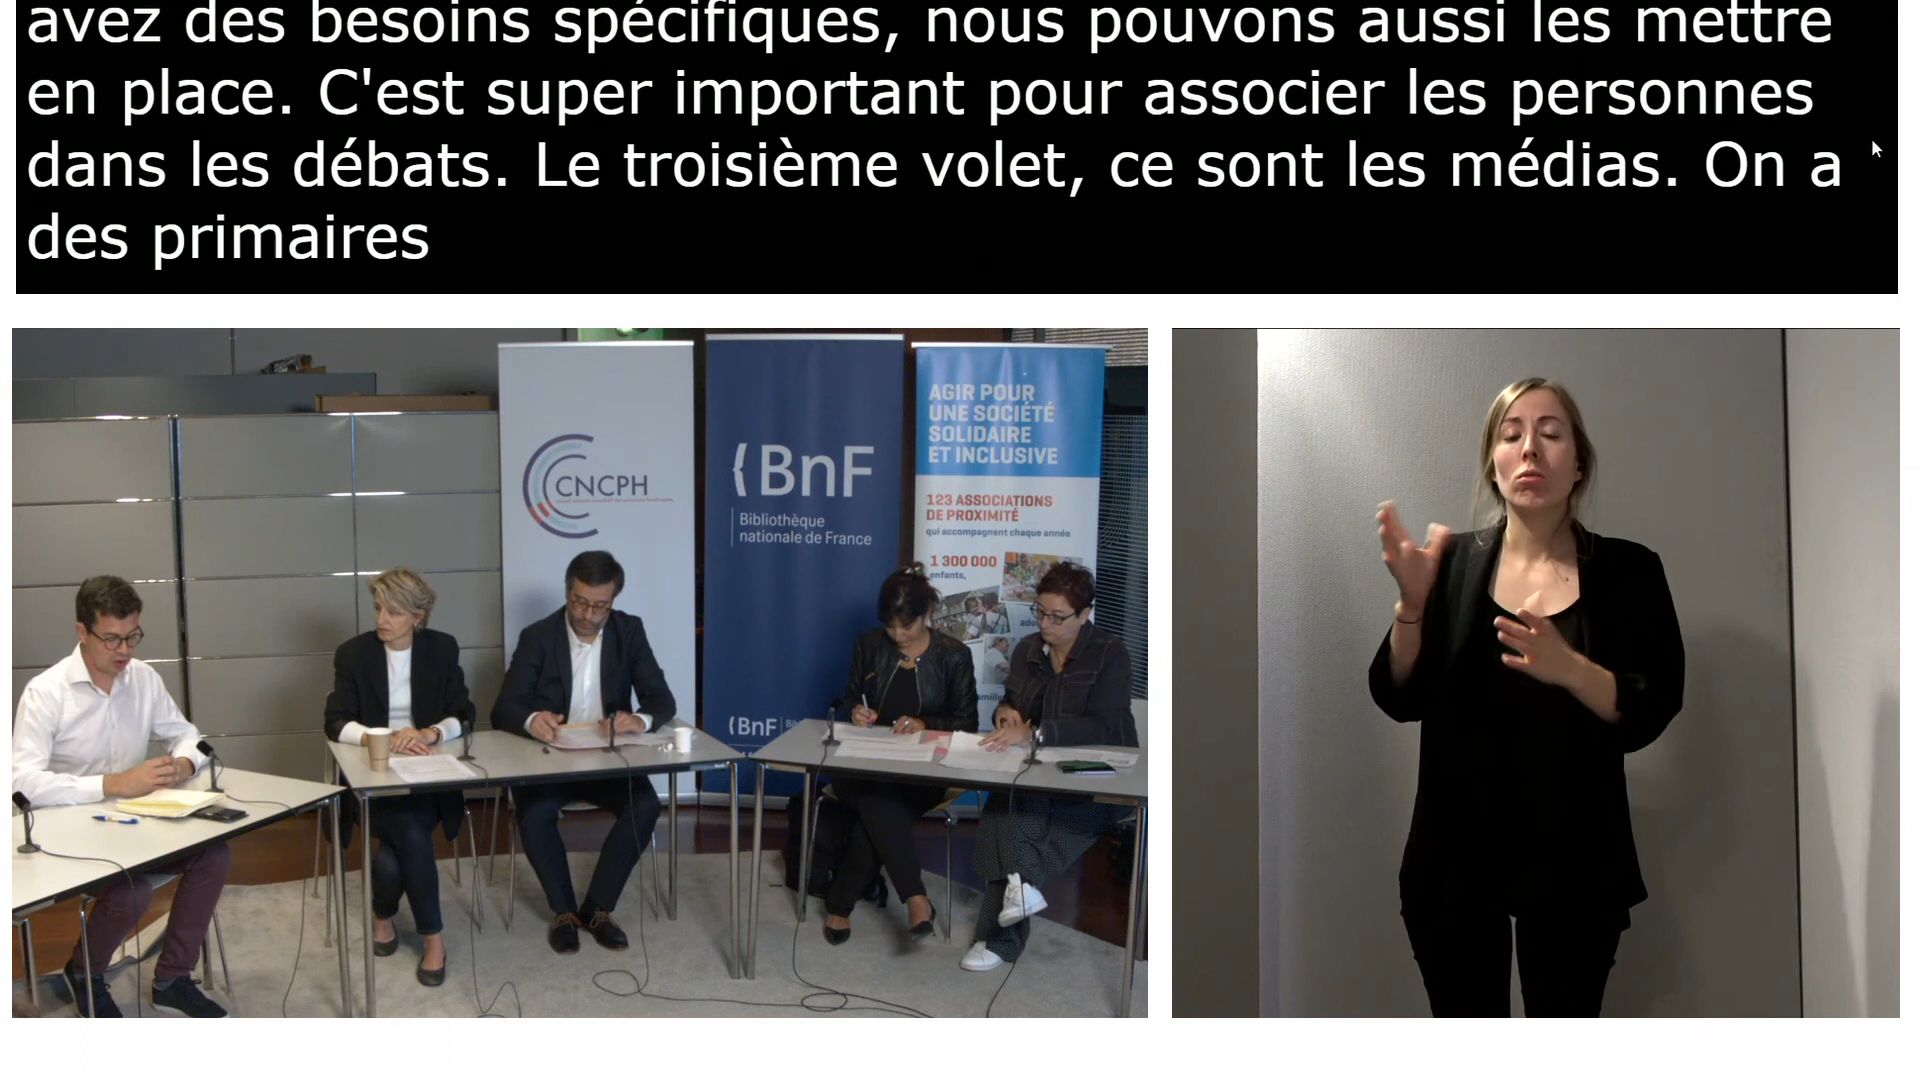 avez des besoins spécifiques, nous pouvons aussi les mettre
en place. C'est super important pour associer les personnes
dans les débats. Le troisième volet, ce sont les médias. On a
des primaires
CNCPH
BnF
Bibliothèque
nationale de France
BnF
AGIR POUR
UNE SOCIÉTÉ
SOLIDAIRE
ET INCLUSIVE
123 ASSOCIATIONS
DE PROXIMITÉ
qui accompagnent chaque année
1 300 000
enfants,